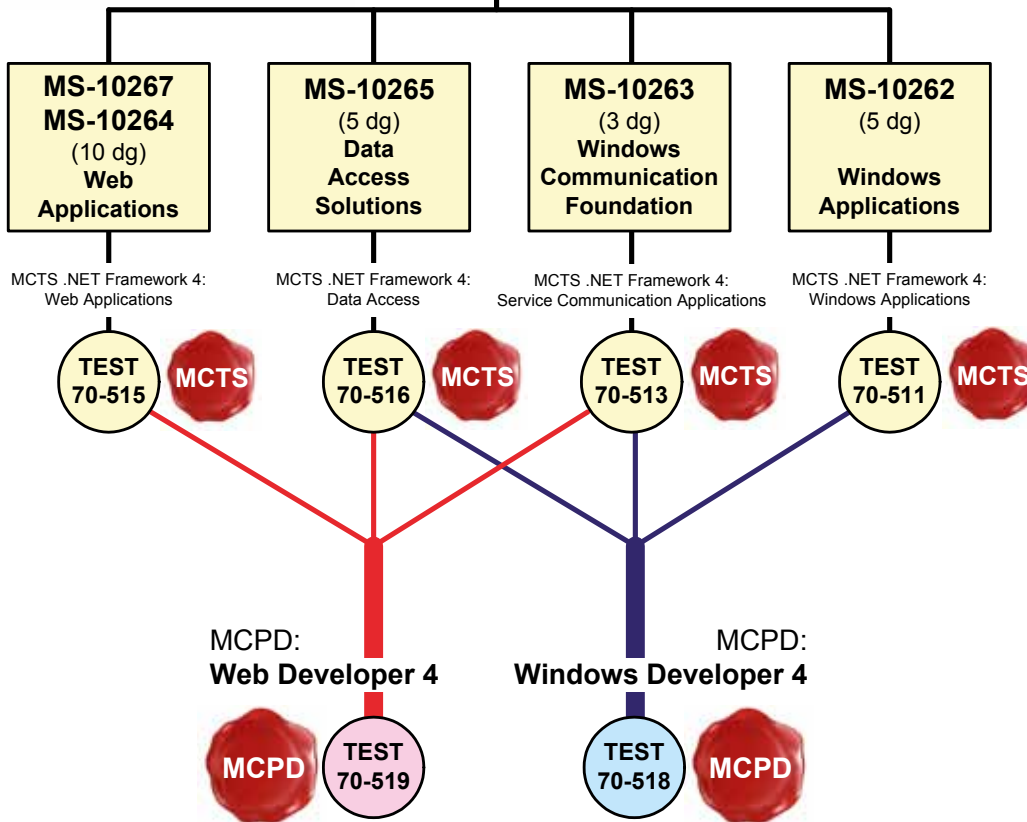 MS-10267
MS-10264
(10 dg)
Web
Applications
MS-10265
(5 dg)
Data
Access
Solutions
MS-10263
(3 dg)
Windows
Communication
Foundation
MS-10262
(5 dg)
Windows
Applications
MCTS .NET Framework 4:
Web Applications
MCTS .NET Framework 4:
Data Access
MCTS .NET Framework 4:
Service Communication Applications
MCTS .NET Framework 4:
Windows Applications
TEST
70-515
MCTS
TEST
70-516
MCTS
TEST
70-513
MCTS
TEST
70-511
MCTS
MCPD:
Web Developer 4
MCPD:
Windows Developer 4
MCPD
TEST
70-519
TEST
70-518
MCPD